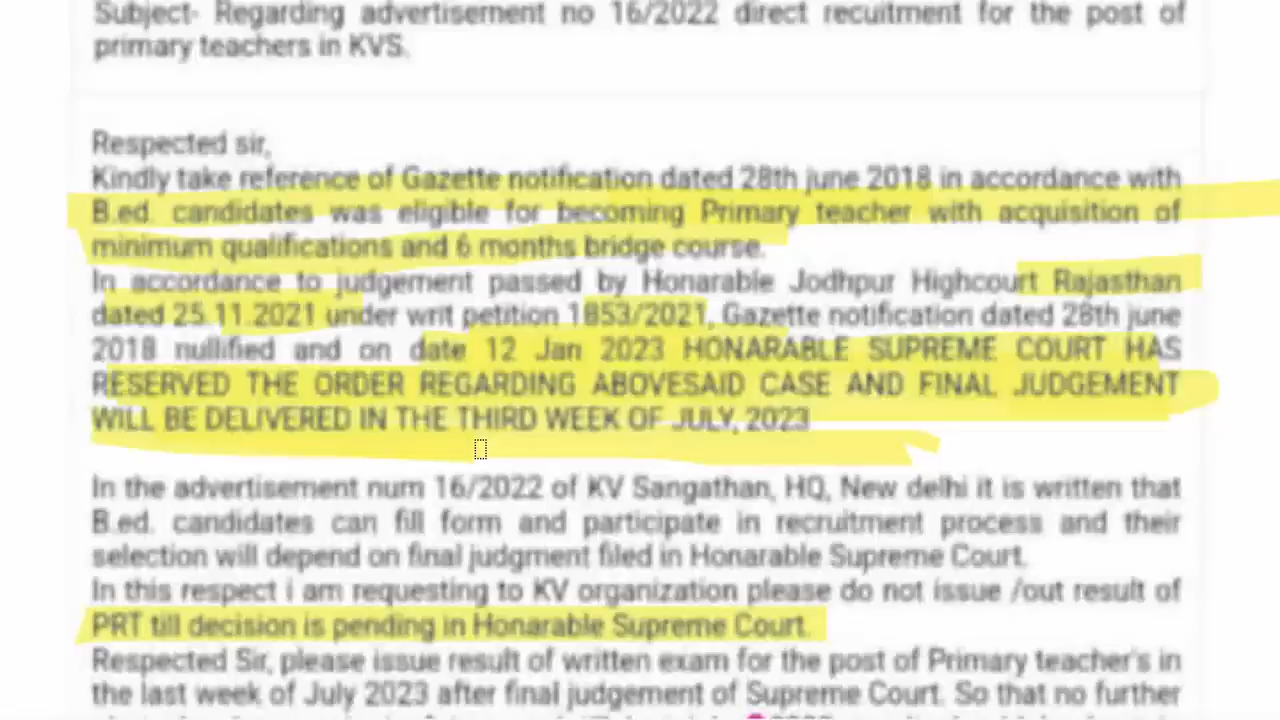 Subject- Regarding advertisement no 16/2022 direct recuitment for the post of
primary teachers in KVS.
Respected sir,
Kindly take reference of Gazette notification dated 28th june 2018 in accordance with
B.ed. candidates was eligible for becoming Primary teacher with acquisition of
minimum qualifications and 6 months bridge course.
In accordance to judgement passed by Honarable Jodhpur Highcourt Rajasthan
dated 25.11.2021 under writ petition 1853/2021, Gazette notification dated 28th june
2018 nullified and on date 12 Jan 2023 HONARABLE SUPREME COURT HAS
RESERVED THE ORDER REGARDING ABOVESAID CASE AND FINAL JUDGEMENT
WILL BE DELIVERED IN THE THIRD WEEK OF JULY, 2023
In the advertisement num 16/2022 of KV Sangathan, HQ, New delhi it is written that
B.ed. candidates can fill form and participate in recruitment process and their
selection will depend on final judgment filed in Honarable Supreme Court.
In this respect i am requesting to KV organization please do not issue /out result of
PRT till decision is pending in Honarable Supreme Court.
Respected Sir, please issue result of written exam for the post of Primary teacher's in
the last week of July 2023 after final judgement of Supreme Court. So that no further